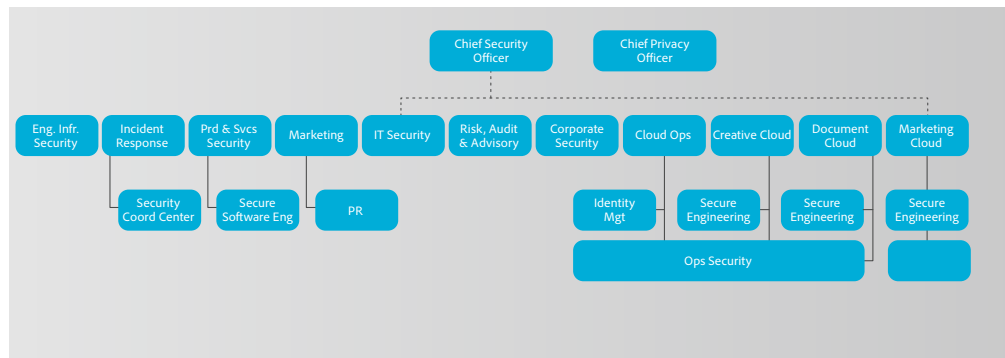 Chief Security
Officer
Chief Privacy
Officer
Eng. Infr.
Security
Incident
Response
Prd & Svcs
Security
Marketing
IT Security
Risk, Audit
& Advisory
Corporate
Security
Cloud Ops
Creative Cloud
Document
Cloud
Marketing
Cloud
Security
Coord Center
Secure
Software Eng
PR
Identity
Mgt
Secure
Engineering
Secure
Engineering
Secure
Engineering
Ops Security